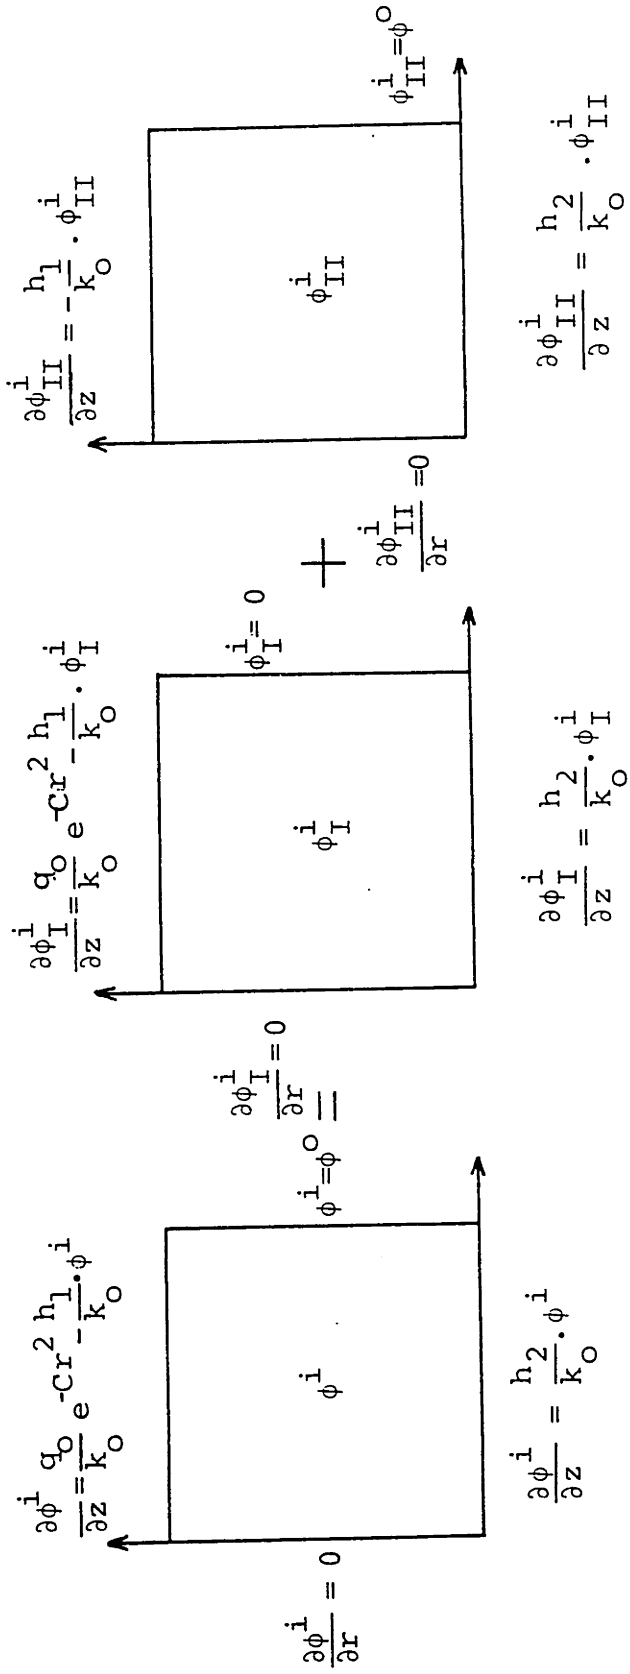 ∂φ^i/∂z = q_o/k_o e^{-Cr^2} - h_1/k_o · φ^i
∂φ^i/∂r = 0
φ^i
φ^i = φ^o
∂φ^i/∂z = h_2/k_o · φ^i
=
∂φ_I^i/∂z = q_o/k_o e^{-Cr^2} - h_1/k_o · φ_I^i
∂φ_I^i/∂r = 0
φ_I^i
φ_I^i = 0
∂φ_I^i/∂z = h_2/k_o · φ_I^i
+
∂φ_II^i/∂z = - h_1/k_o · φ_II^i
∂φ_II^i/∂r = 0
φ_II^i
φ_II^i = φ^o
∂φ_II^i/∂z = h_2/k_o · φ_II^i